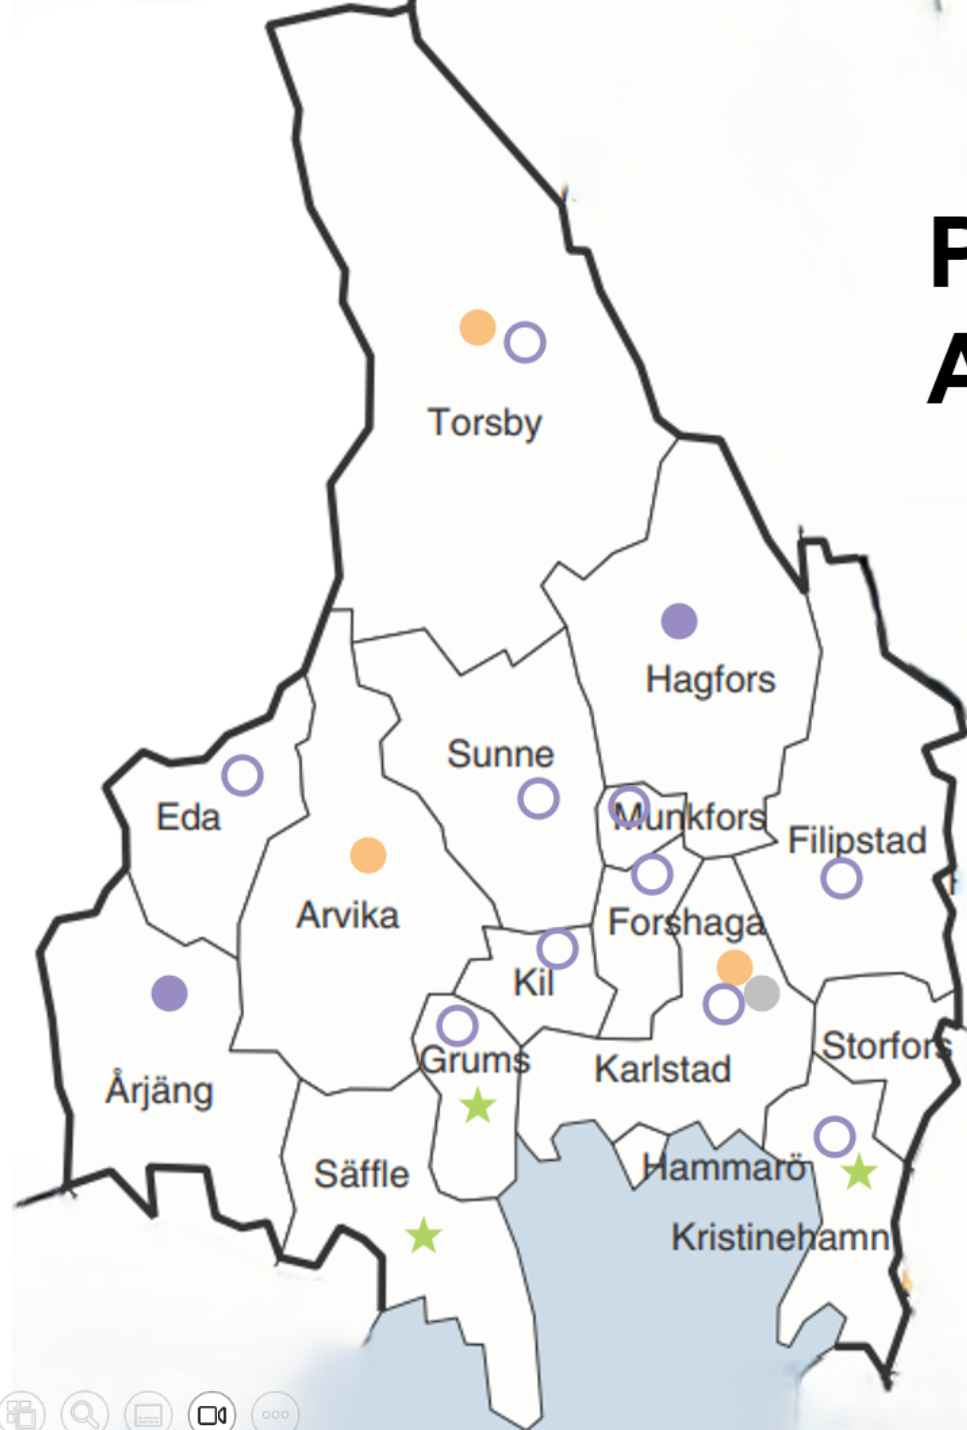 P
A
Torsby
Hagfors
Sunne
Eda
Munkfors
Filipstad
Arvika
Forshaga
Kil
Storfors
Grums
Karlstad
Årjäng
Säffle
Hammarö
Kristinehamn